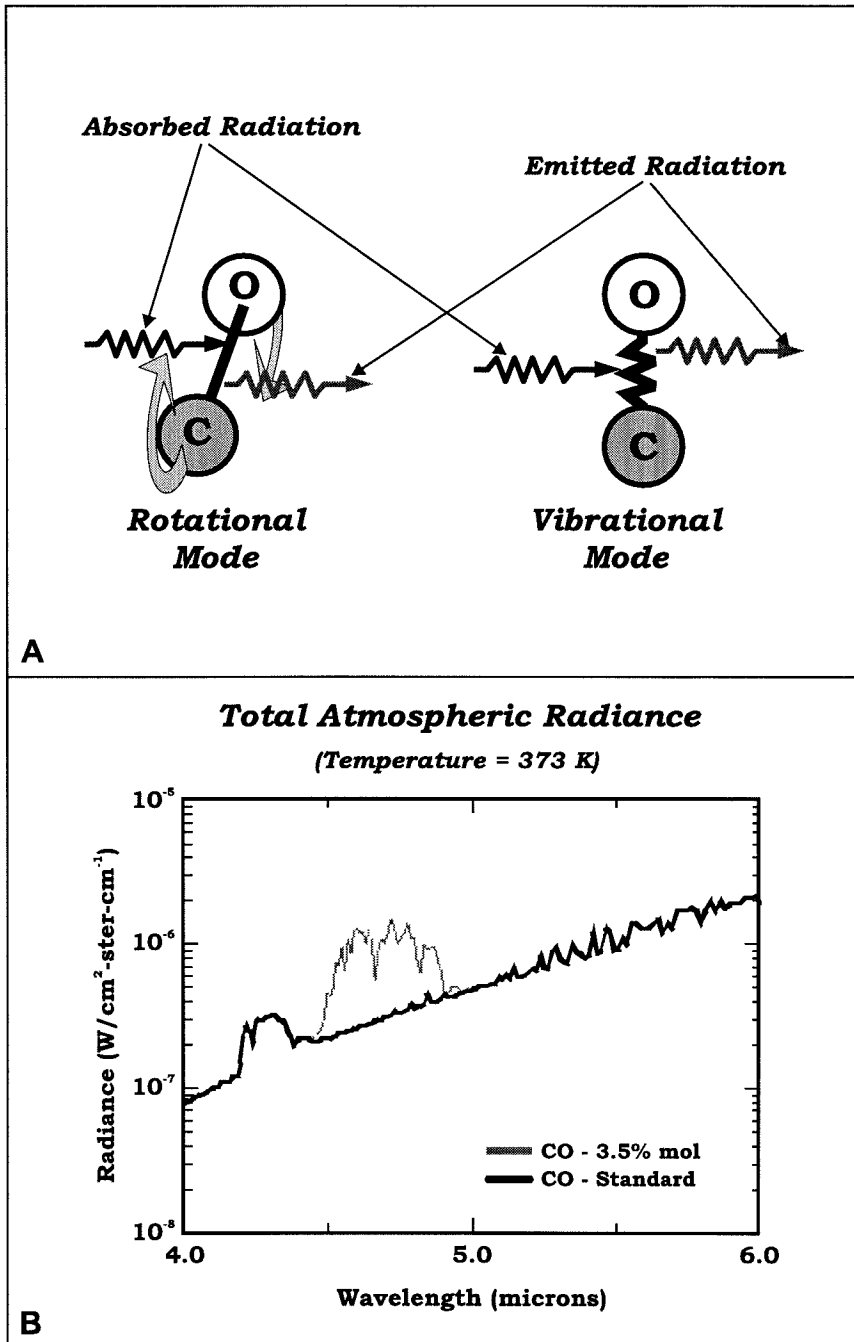 Absorbed Radiation
Emitted Radiation
O
O
C
C
Rotational
Mode
Vibrational
Mode
A
Total Atmospheric Radiance
(Temperature = 373 K)
Radiance (W/cm²-ster-cm⁻¹)
10⁻⁵
10⁻⁶
10⁻⁷
10⁻⁸
CO - 3.5% mol
CO - Standard
4.0 5.0 6.0
Wavelength (microns)
B